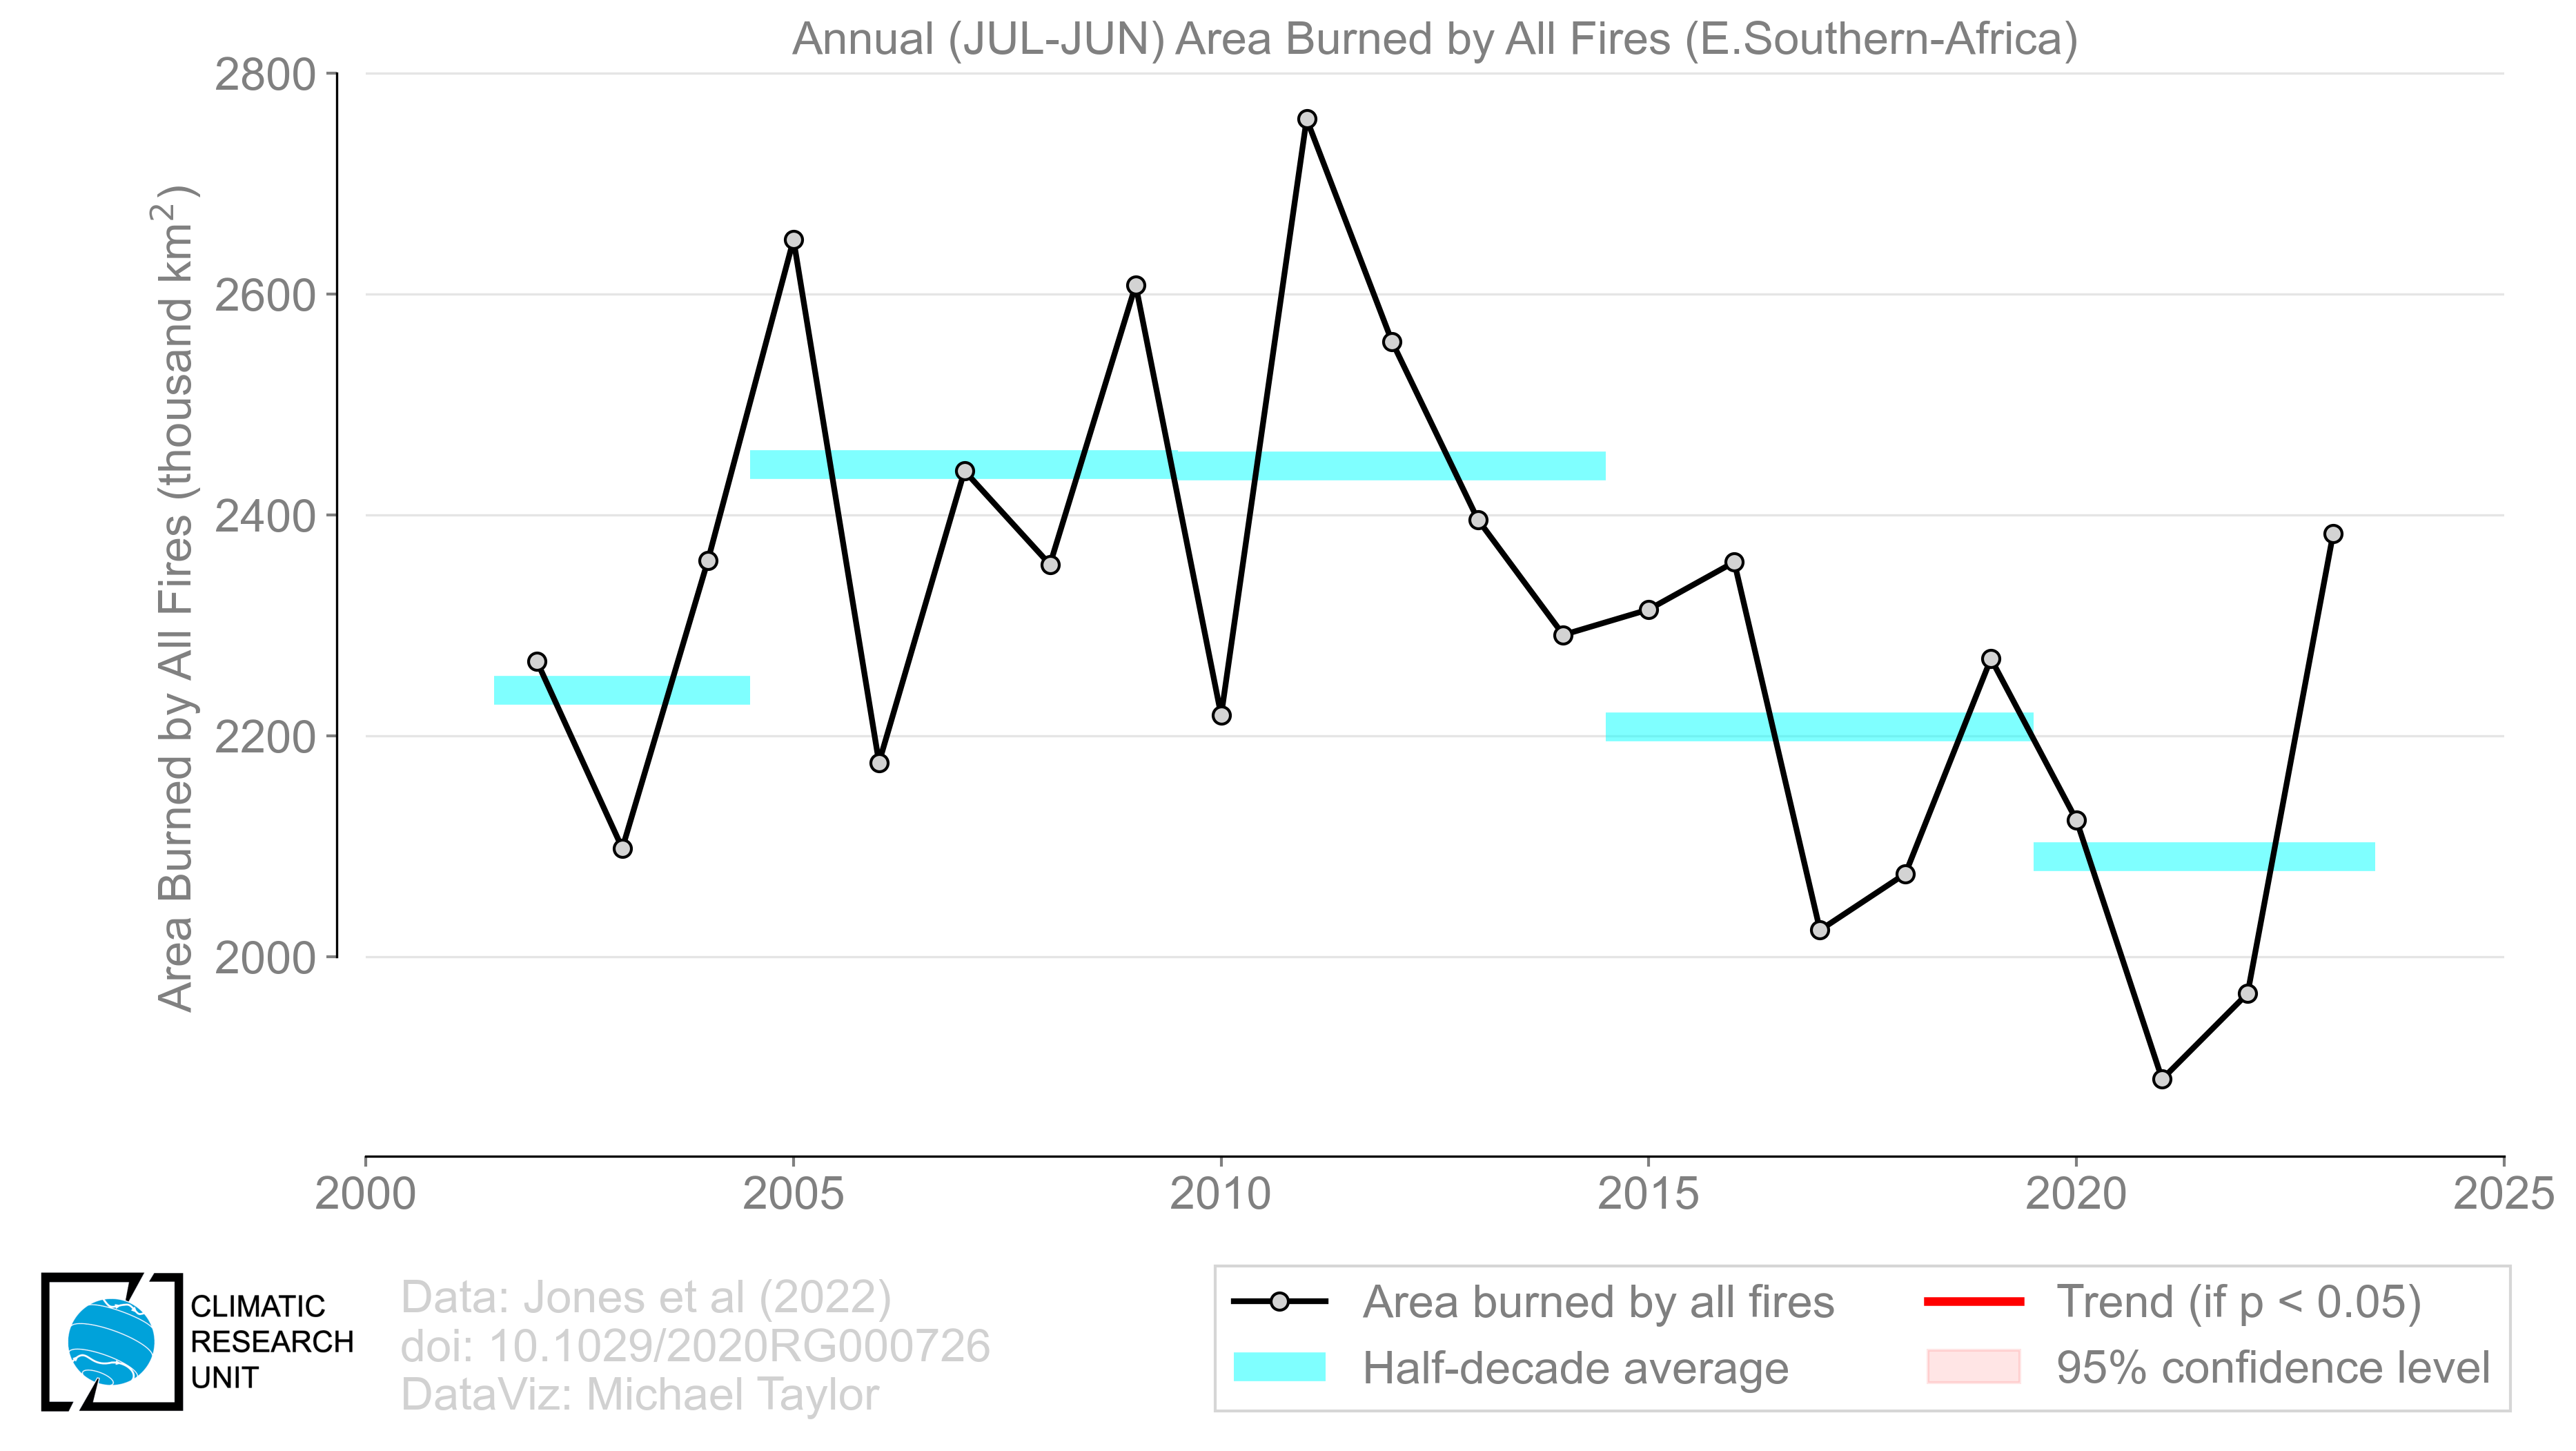 Annual (JUL-JUN) Area Burned by All Fires (E.Southern-Africa)
Area Burned by All Fires (thousand km²)
2800
2600
2400
2200
2000
2000 2005 2010 2015 2020 2025
CLIMATIC
RESEARCH
UNIT
Data: Jones et al (2022)
doi: 10.1029/2020RG000726
DataViz: Michael Taylor
Area burned by all fires
Half-decade average
Trend (if p < 0.05)
95% confidence level